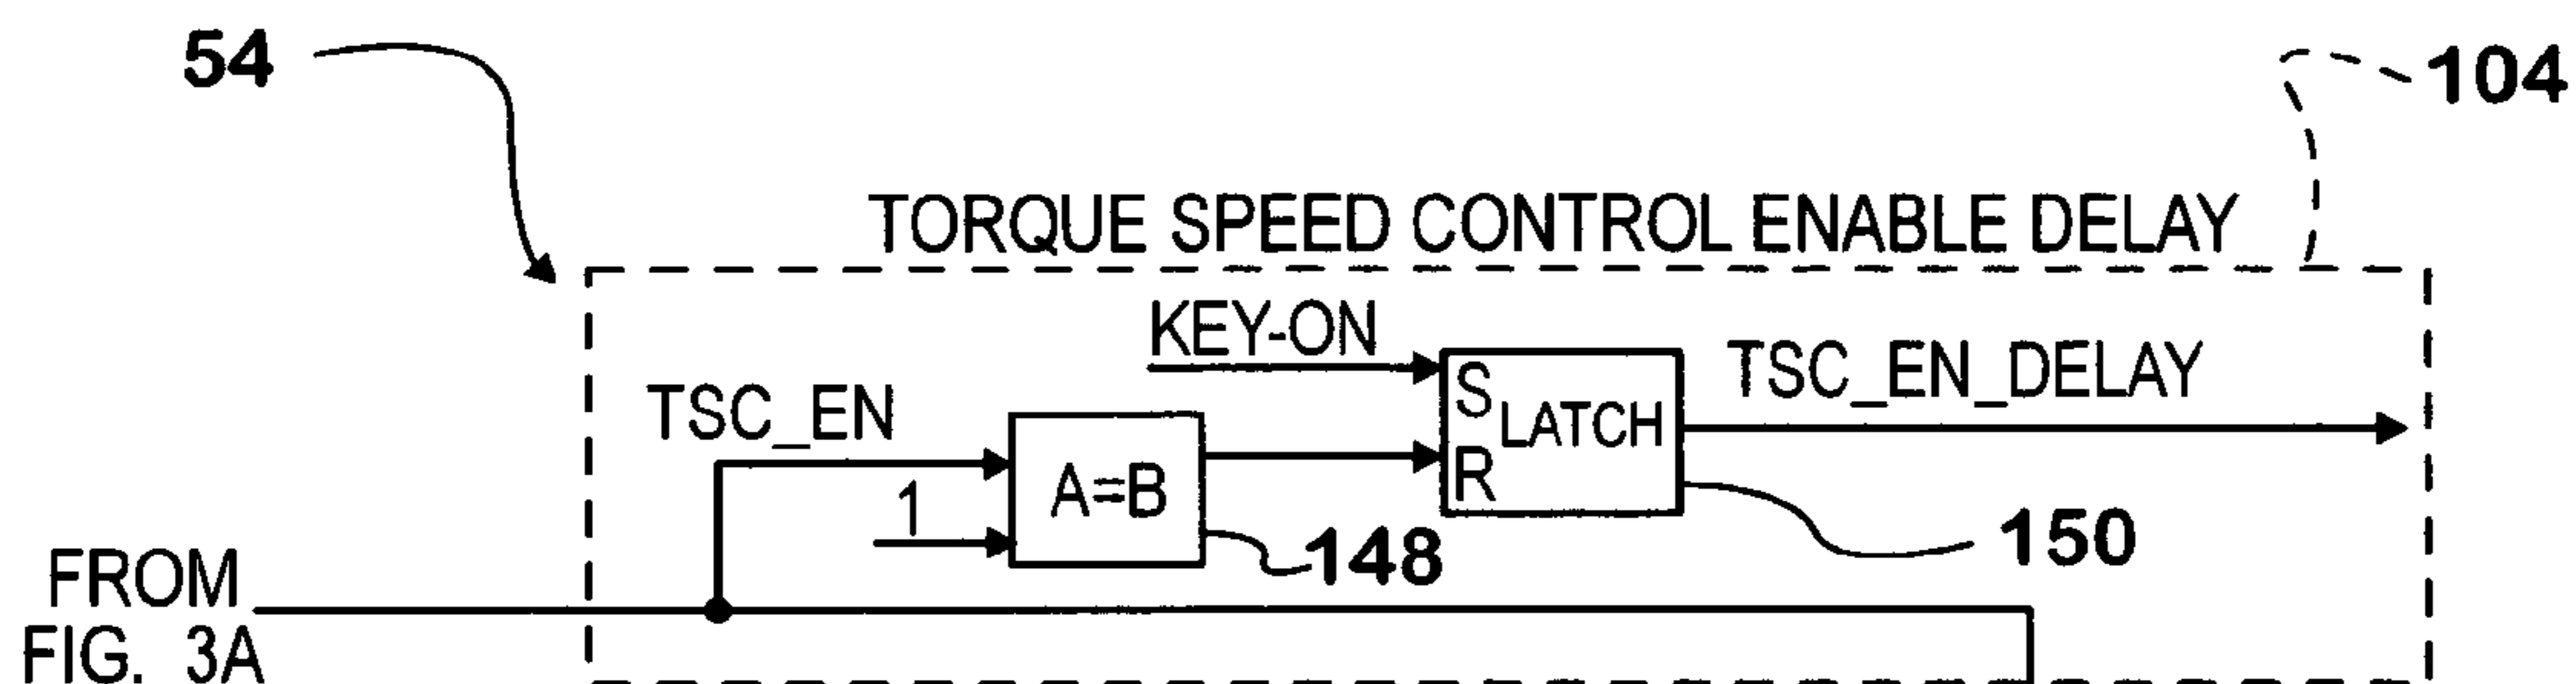 54
104
TORQUE SPEED CONTROL ENABLE DELAY
KEY-ON
TSC_EN_DELAY
TSC_EN
S
LATCH
R
A=B
1
148
150
FROM
FIG. 3A